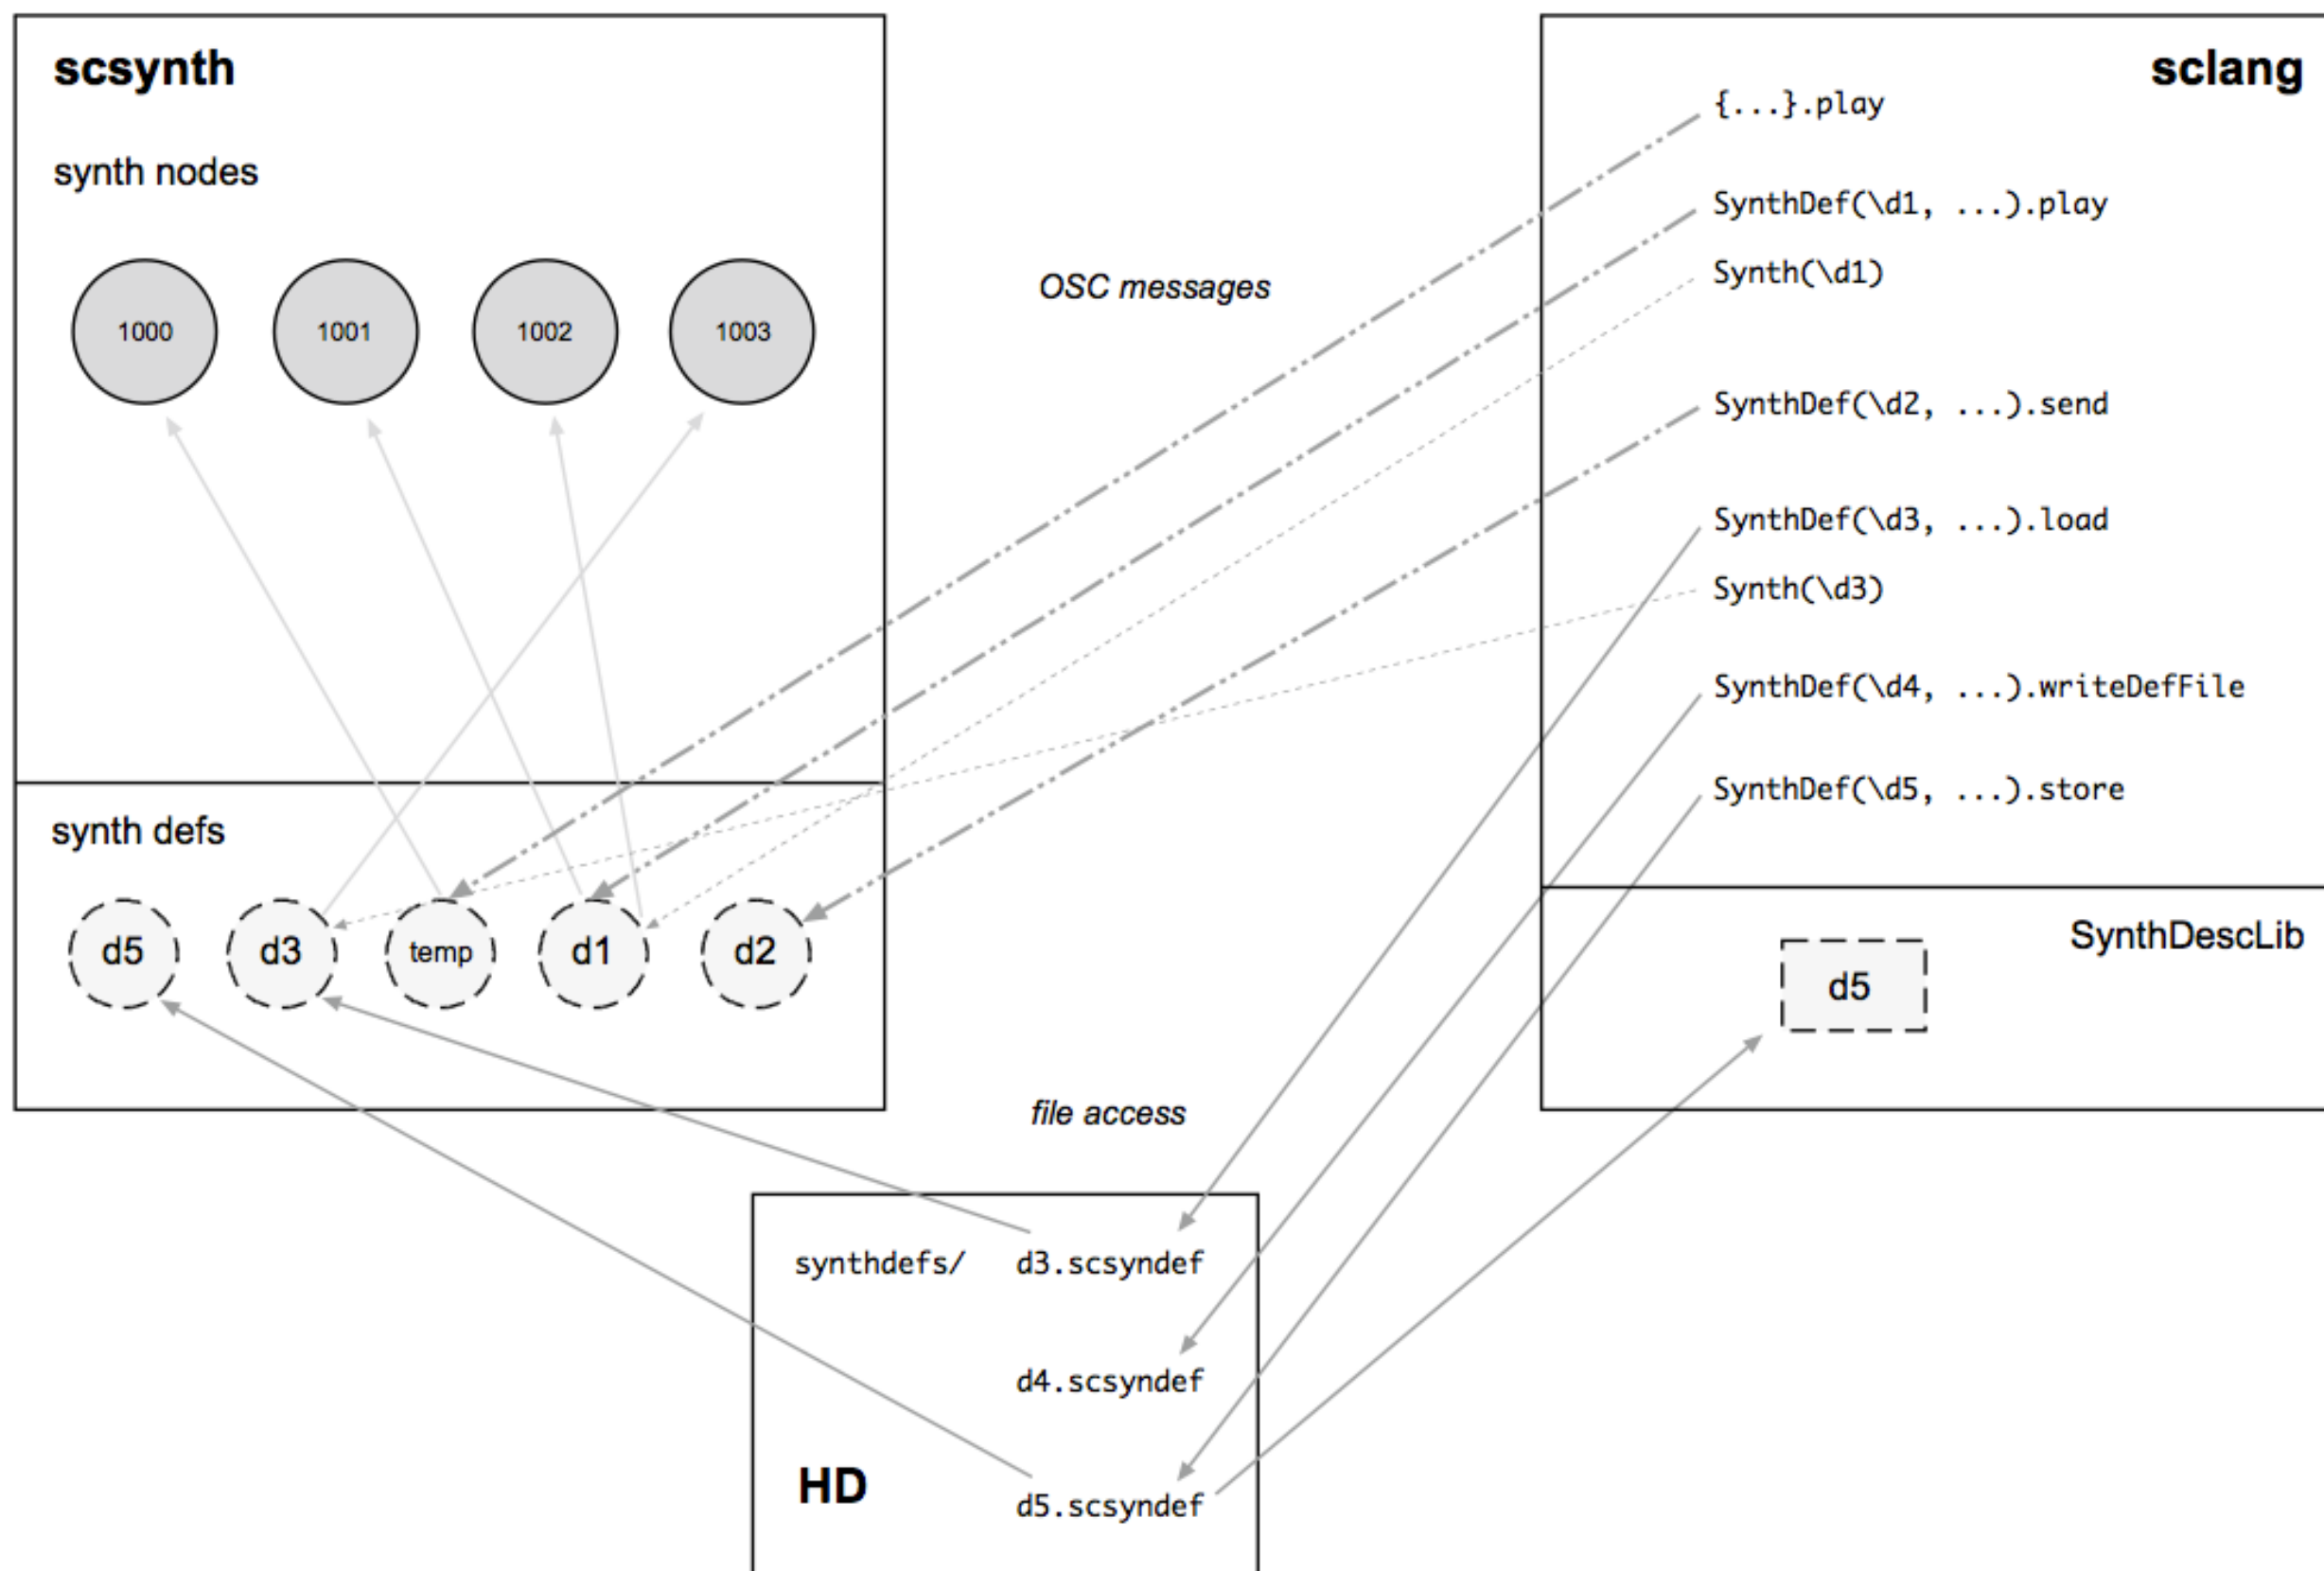 scsynth
synth nodes
1000
1001
1002
1003
synth defs
d5
d3
temp
d1
d2
OSC messages
file access
sclang
{...}.play
SynthDef(\d1, ...).play
Synth(\d1)
SynthDef(\d2, ...).send
SynthDef(\d3, ...).load
Synth(\d3)
SynthDef(\d4, ...).writeDefFile
SynthDef(\d5, ...).store
SynthDescLib
d5
synthdefs/ d3.scsyndef
d4.scsyndef
HD
d5.scsyndef